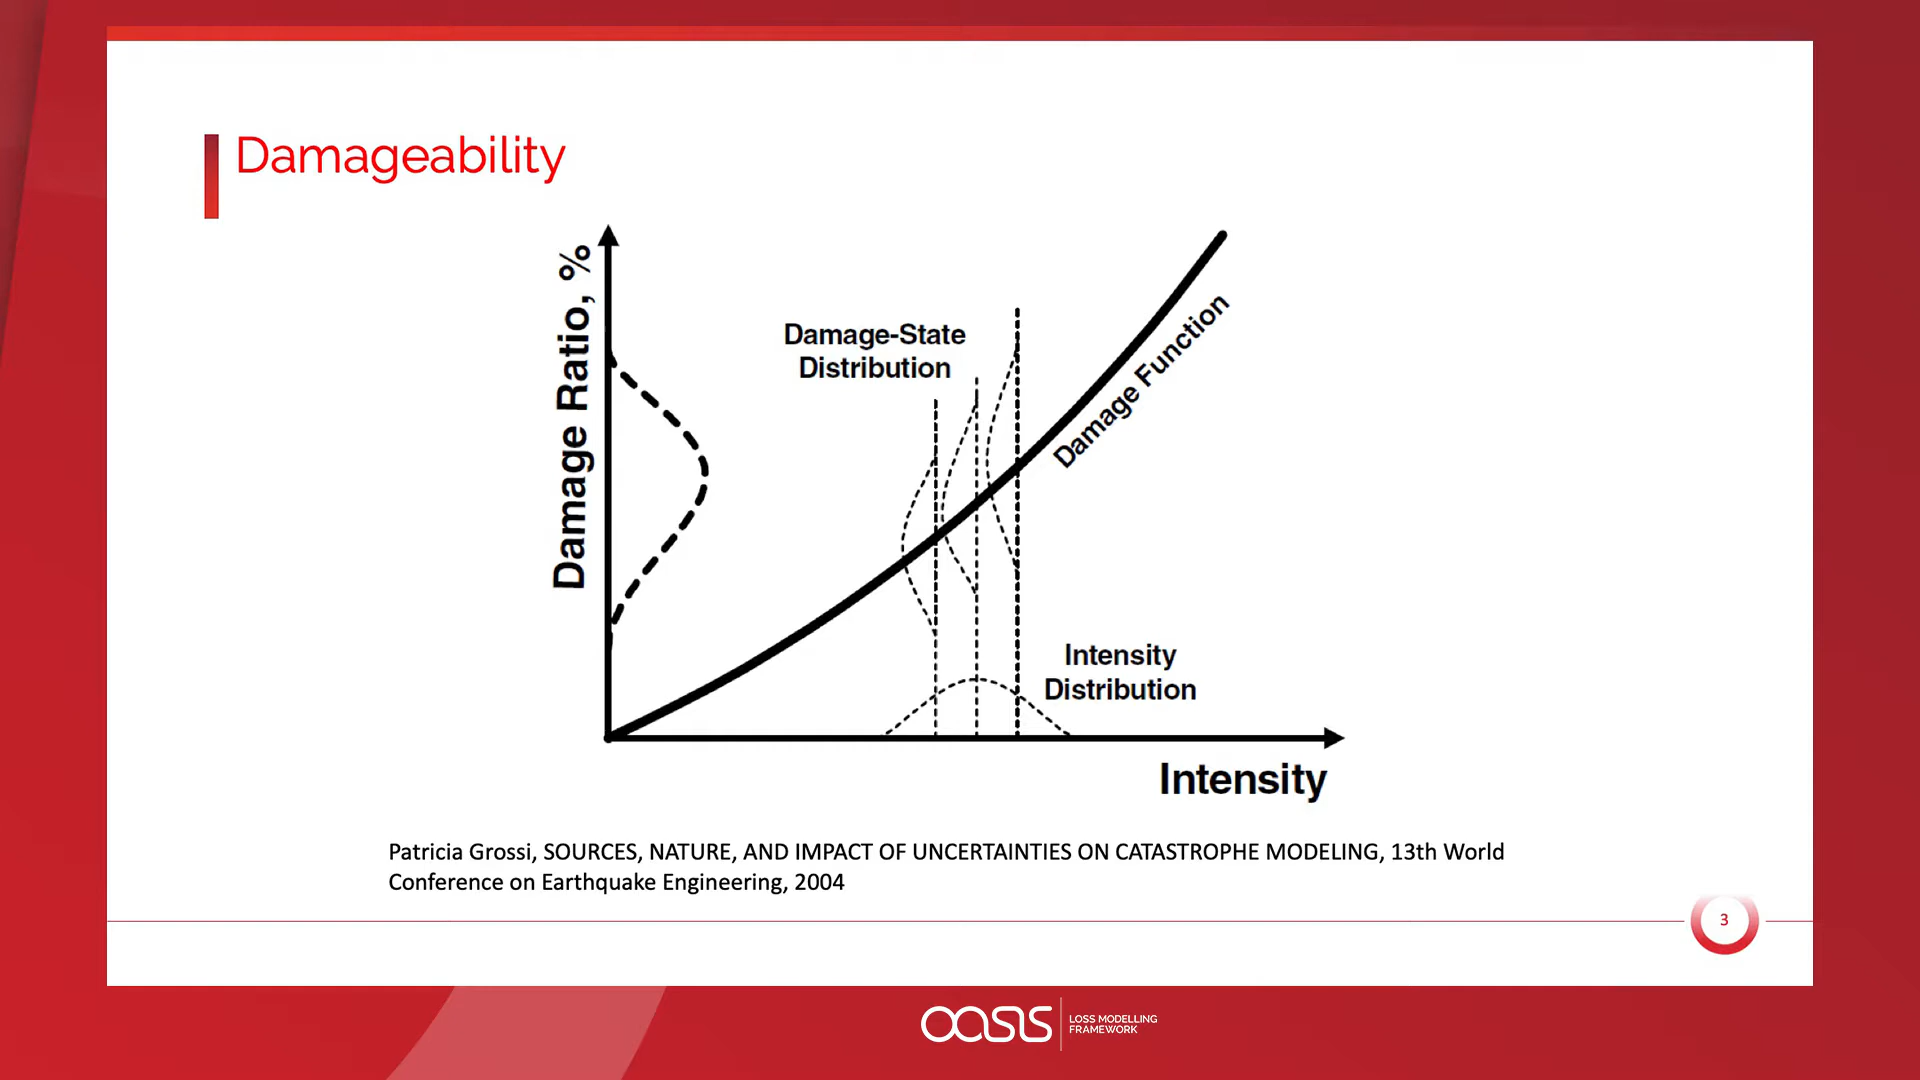 Damageability
Damage Ratio, %
Damage-State
Distribution
Damage Function
Intensity
Distribution
Intensity
Patricia Grossi, SOURCES, NATURE, AND IMPACT OF UNCERTAINTIES ON CATASTROPHE MODELING, 13th World
Conference on Earthquake Engineering, 2004
3
OASIS
LOSS MODELLING
FRAMEWORK